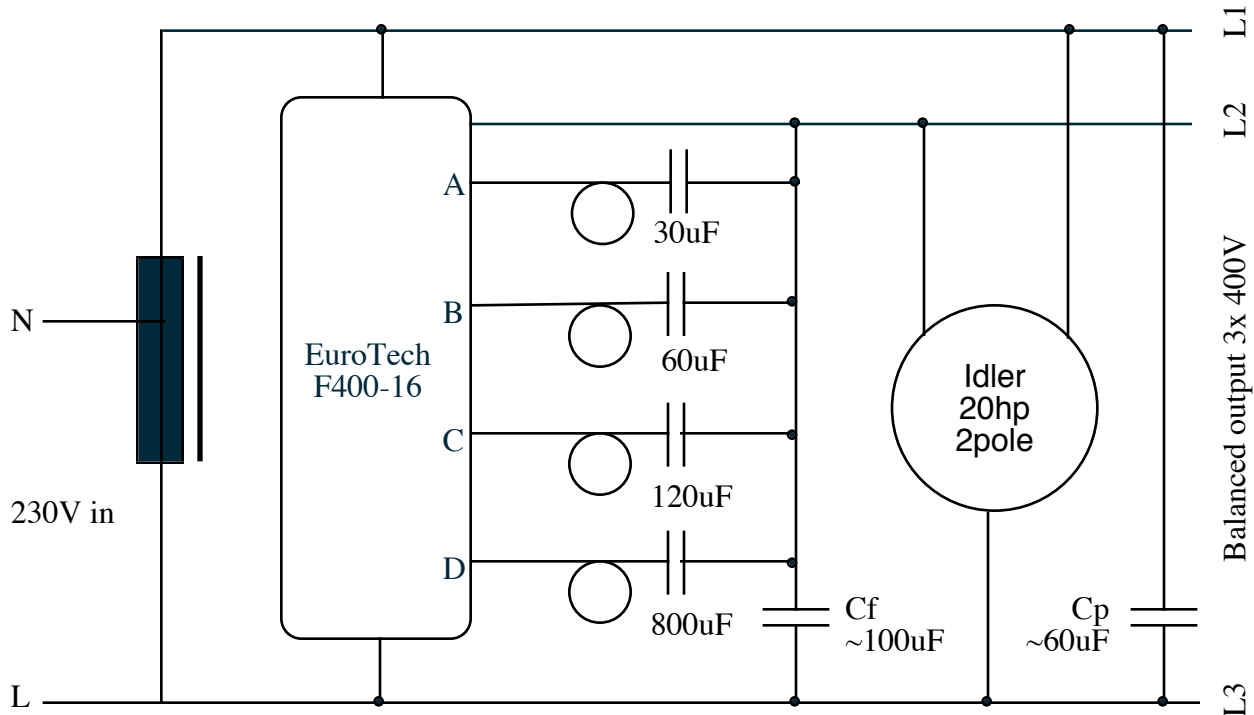 L1
L2
A
30uF
N
B
60uF
EuroTech
F400-16
Idler
20hp
2pole
C
120uF
230V in
Balanced output 3x 400V
D
800uF
Cf
~100uF
Cp
~60uF
L
L3